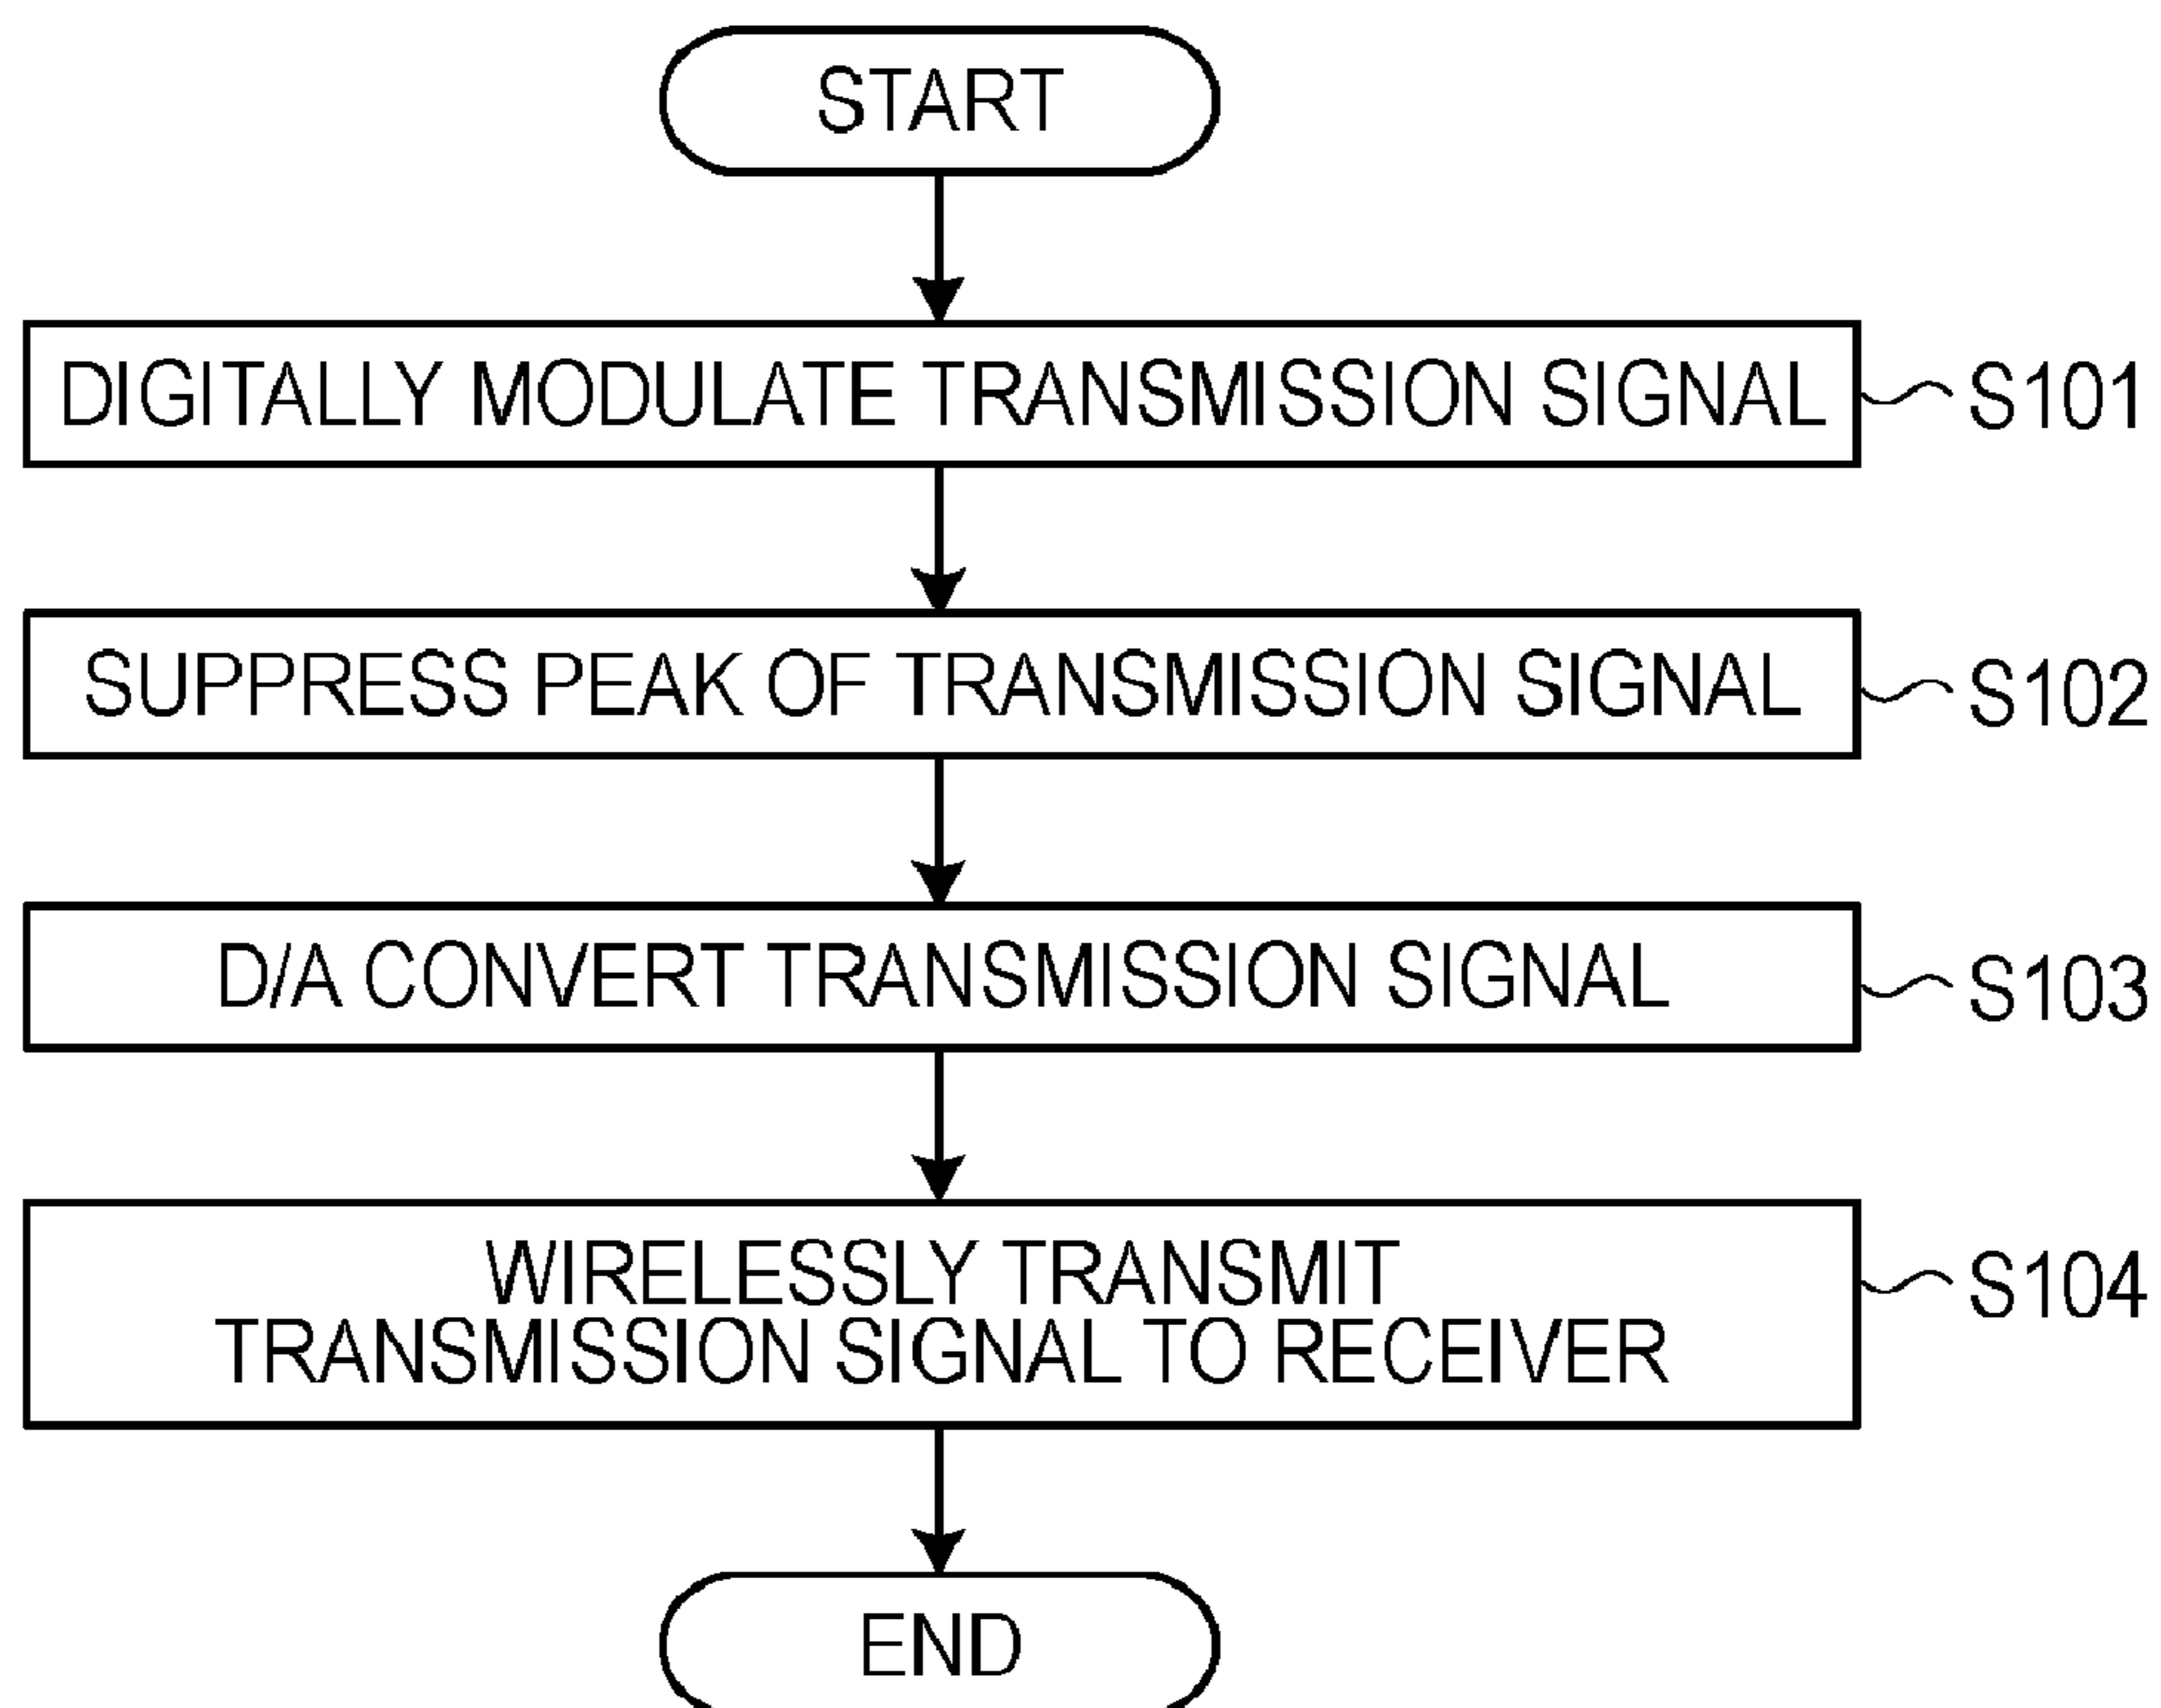 START
DIGITALLY MODULATE TRANSMISSION SIGNAL
S101
SUPPRESS PEAK OF TRANSMISSION SIGNAL
S102
D/A CONVERT TRANSMISSION SIGNAL
S103
WIRELESSLY TRANSMIT
TRANSMISSION SIGNAL TO RECEIVER
S104
END